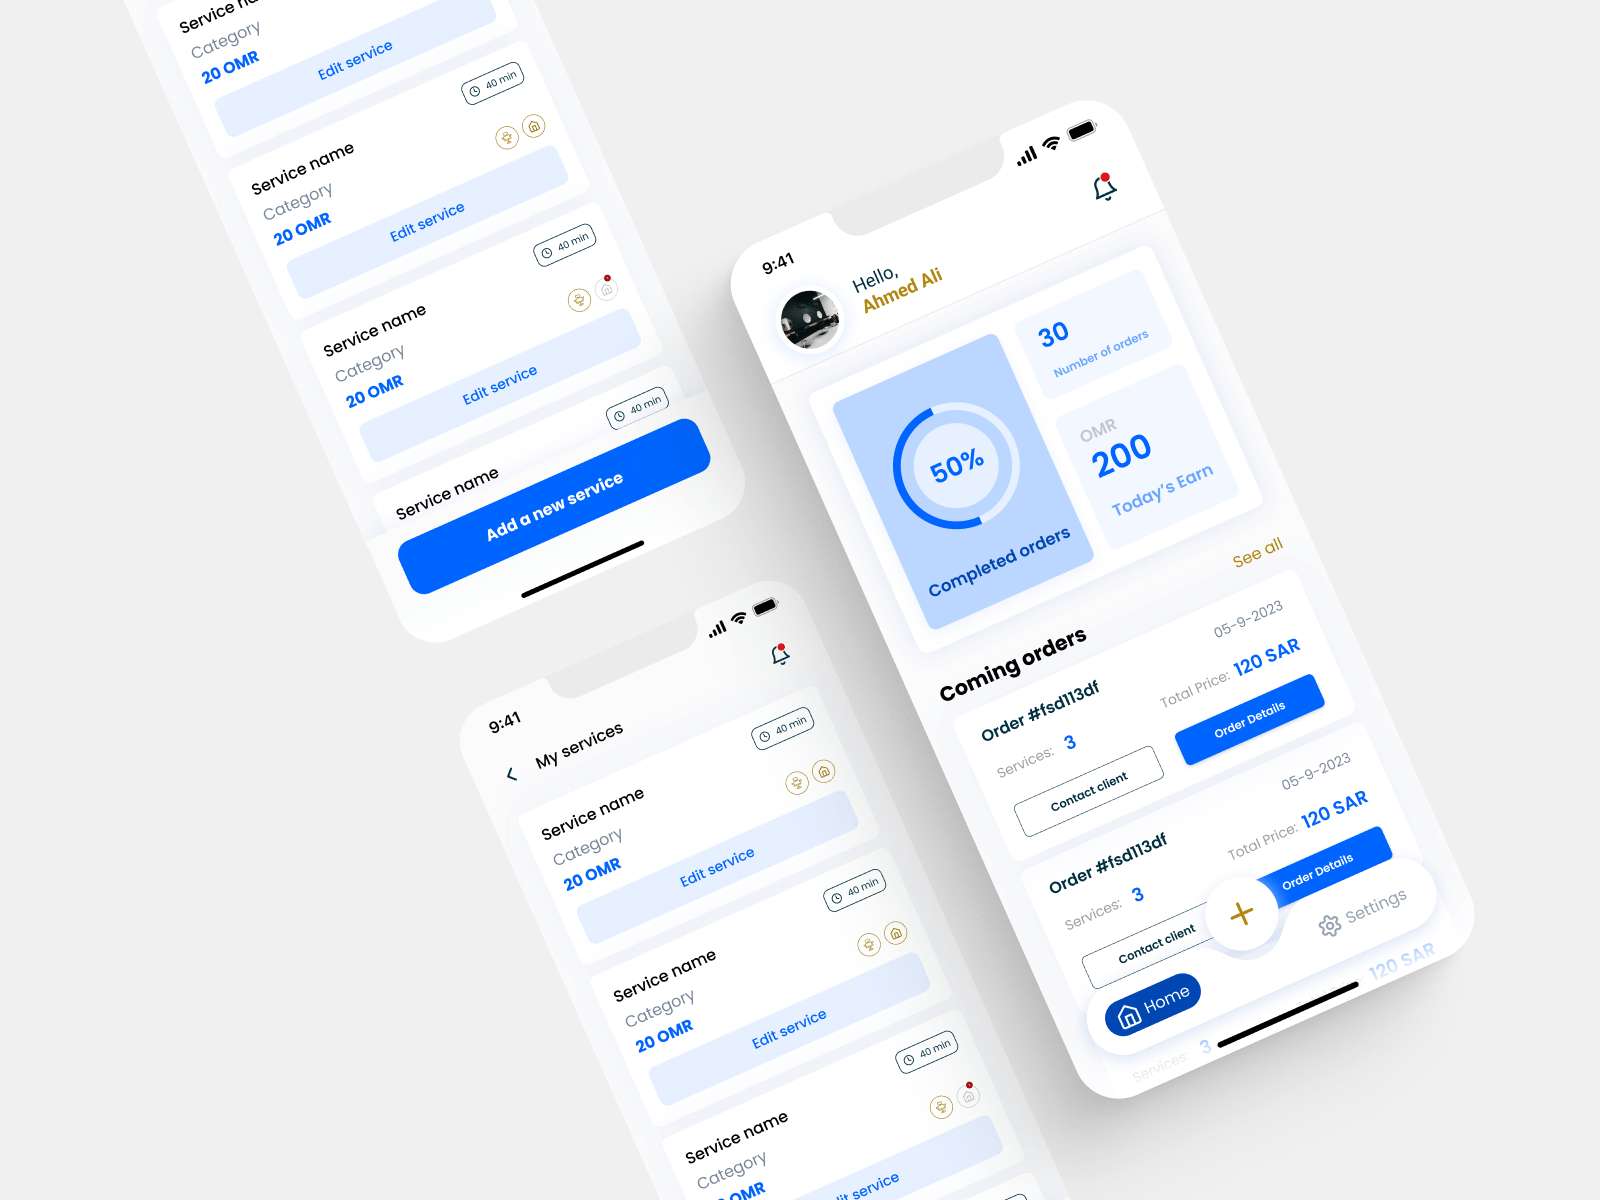 Service na
Category
20 OMR
Edit service
40 min
Service name
Category
20 OMR
Edit service
40 min
Service name
Category
20 OMR
Edit service
40 min
Service name
Add a new service
9:41
My services
40 min
Service name
Category
20 OMR
Edit service
40 min
Service name
Category
20 OMR
Edit service
40 min
Service name
Category
OMR
dit service
9:41
Hello,
Ahmed Ali
50%
Completed orders
30
Number of orders
OMR
200
Today's Earn
See all
Coming orders
05-9-2023
Order #fsd113df
Total Price: 120 SAR
Services: 3
Contact client
Order Details
05-9-2023
Order #fsd113df
Total Price: 120 SAR
Services: 3
Contact client
Order Details
Home
Settings
120 SAR
Services: 3